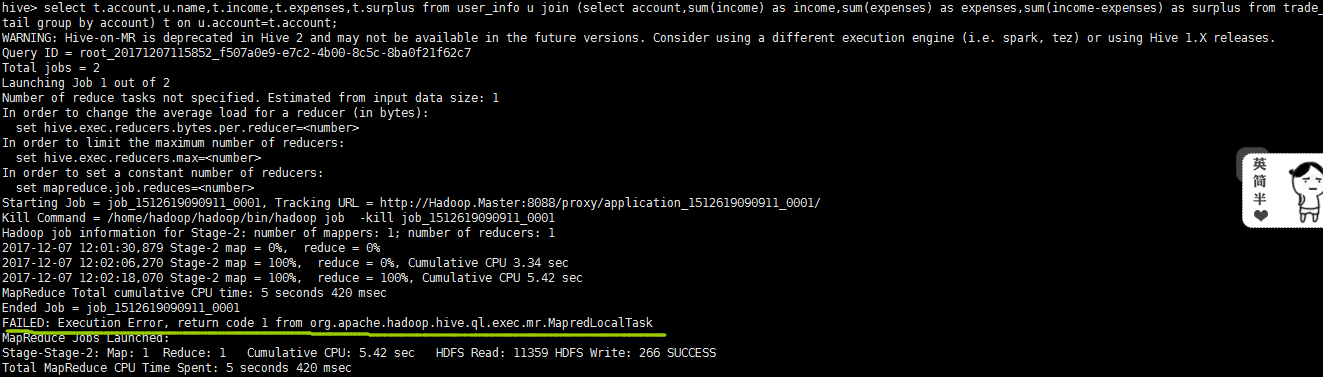 hive> select t.account,u.name,t.income,t.expenses,t.surplus from user_info u join (select account,sum(income) as income,sum(expenses) as expenses,sum(income-expenses) as surplus from trade_
tail group by account) t on u.account=t.account;
WARNING: Hive-on-MR is deprecated in Hive 2 and may not be available in the future versions. Consider using a different execution engine (i.e. spark, tez) or using Hive 1.X releases.
Query ID = root_20171207115852_f507a0e9-e7c2-4b00-8c5c-8ba0f21f62c7
Total jobs = 2
Launching Job 1 out of 2
Number of reduce tasks not specified. Estimated from input data size: 1
In order to change the average load for a reducer (in bytes):
  set hive.exec.reducers.bytes.per.reducer=<number>
In order to limit the maximum number of reducers:
  set hive.exec.reducers.max=<number>
In order to set a constant number of reducers:
  set mapreduce.job.reduces=<number>
Starting Job = job_1512619090911_0001, Tracking URL = http://Hadoop.Master:8088/proxy/application_1512619090911_0001/
Kill Command = /home/hadoop/hadoop/bin/hadoop job  -kill job_1512619090911_0001
Hadoop job information for Stage-2: number of mappers: 1; number of reducers: 1
2017-12-07 12:01:30,879 Stage-2 map = 0%,  reduce = 0%
2017-12-07 12:02:06,270 Stage-2 map = 100%,  reduce = 0%, Cumulative CPU 3.34 sec
2017-12-07 12:02:18,070 Stage-2 map = 100%,  reduce = 100%, Cumulative CPU 5.42 sec
MapReduce Total cumulative CPU time: 5 seconds 420 msec
Ended Job = job_1512619090911_0001
FAILED: Execution Error, return code 1 from org.apache.hadoop.hive.ql.exec.mr.MapredLocalTask
MapReduce Jobs Launched:
Stage-Stage-2: Map: 1  Reduce: 1   Cumulative CPU: 5.42 sec   HDFS Read: 11359 HDFS Write: 266 SUCCESS
Total MapReduce CPU Time Spent: 5 seconds 420 msec
英
简
半